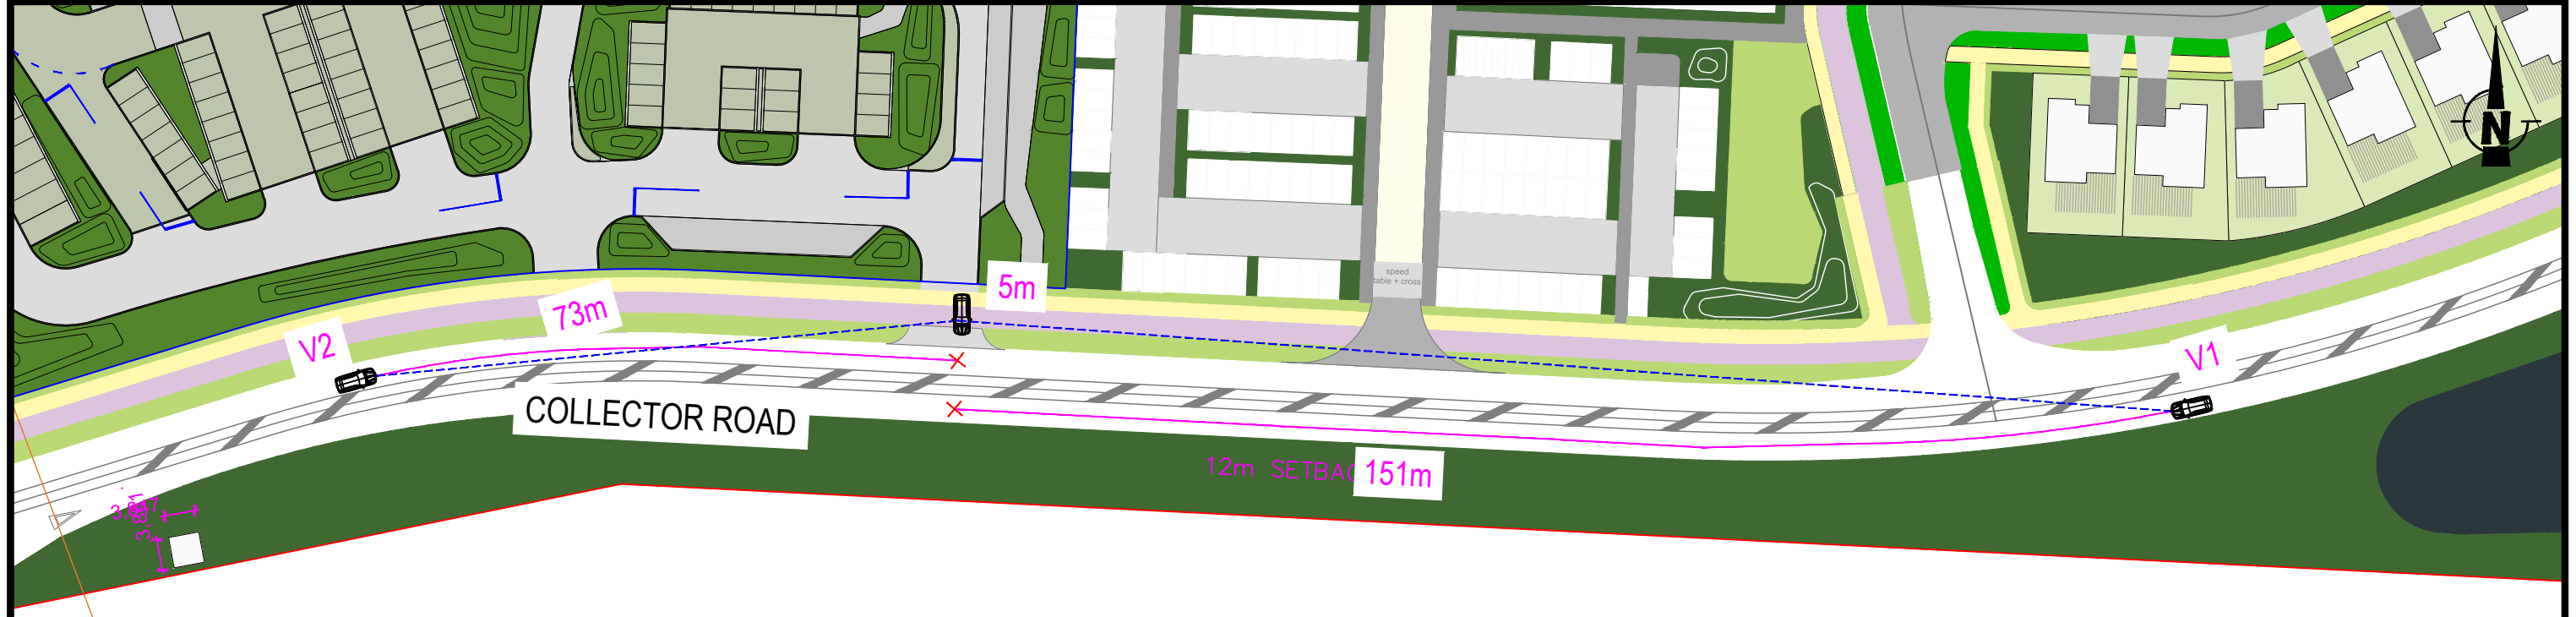 N
speed
table + cross
5m
73m
V2
V1
COLLECTOR ROAD
12m SETBAC
151m